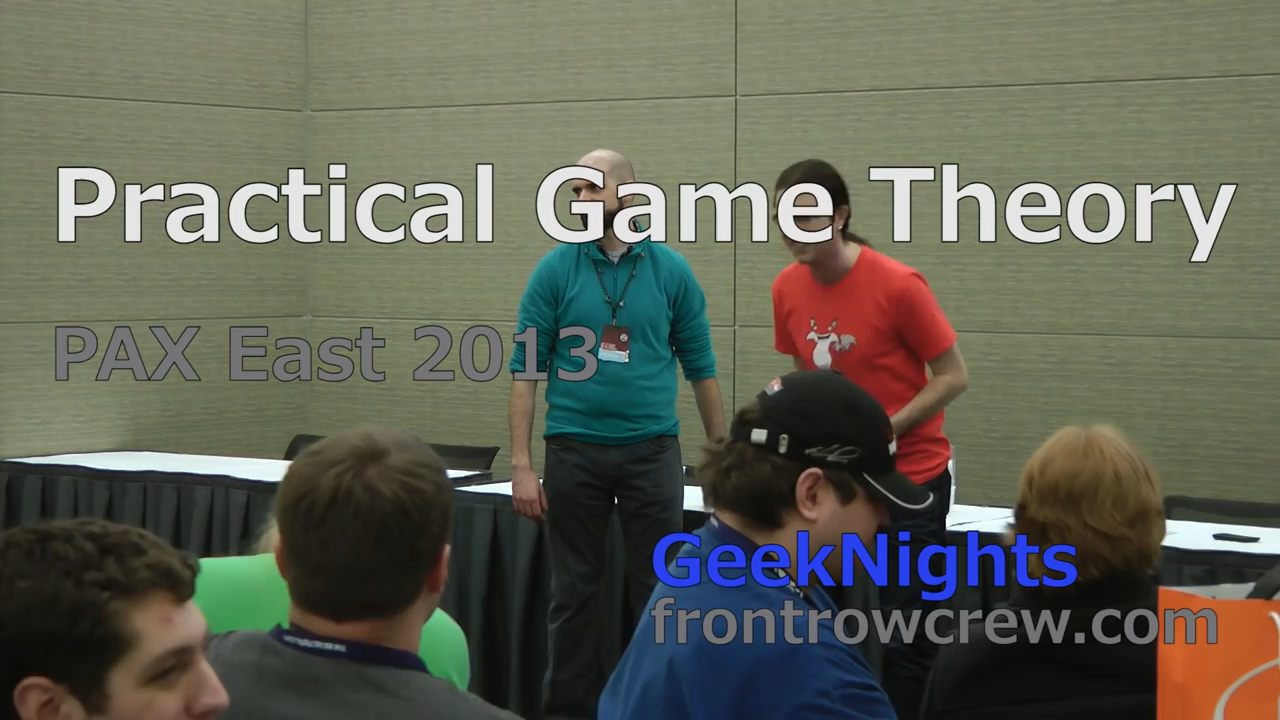 Practical Game Theory
PAX East 2013
GeekNights
frontrowcrew.com